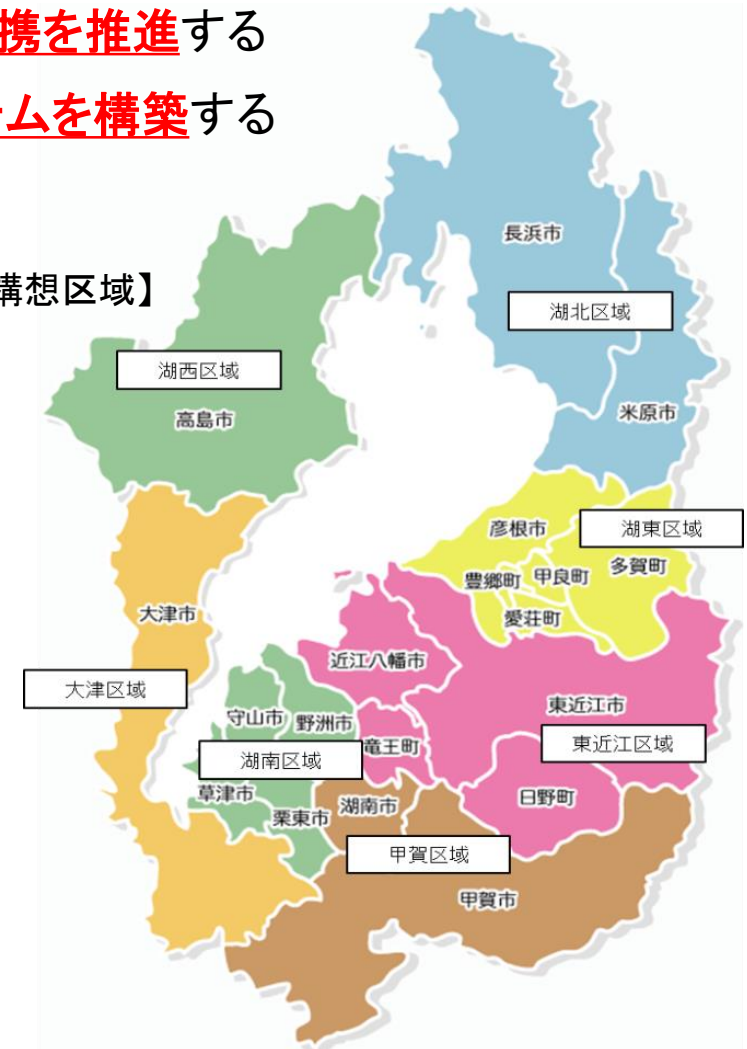 携を推進する
ムを構築する
構想区域】
長浜市
湖北区域
湖西区域
高島市
米原市
彦根市
湖東区域
豊郷町
甲良町
多賀町
愛荘町
大津市
近江八幡市
大津区域
東近江市
守山市
野洲市
竜王町
東近江区域
湖南区域
草津市
湖南市
日野町
栗東市
甲賀区域
甲賀市